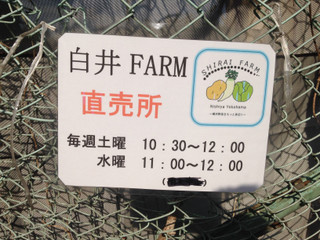 白井 FARM
SHIRAI FARM
直売所
毎週土曜 10:30～12:00
水曜 11:00～12:00